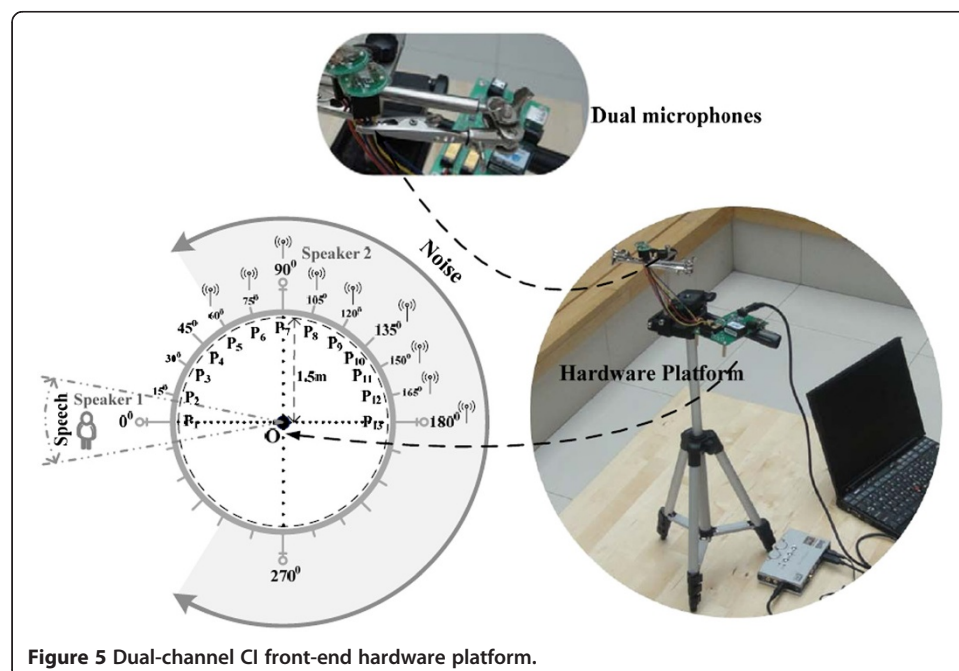 Dual microphones
Noise
Speaker 2
90⁰
75⁰
105⁰
60⁰
120⁰
45⁰
135⁰
30⁰
150⁰
15⁰
165⁰
P₁
P₂
P₃
P₄
P₅
P₆
P₇
P₈
P₉
P₁₀
P₁₁
P₁₂
P₁₃
1.5m
Hardware Platform
Speech
Speaker 1
0⁰
O
180⁰
270⁰
Figure 5 Dual-channel CI front-end hardware platform.